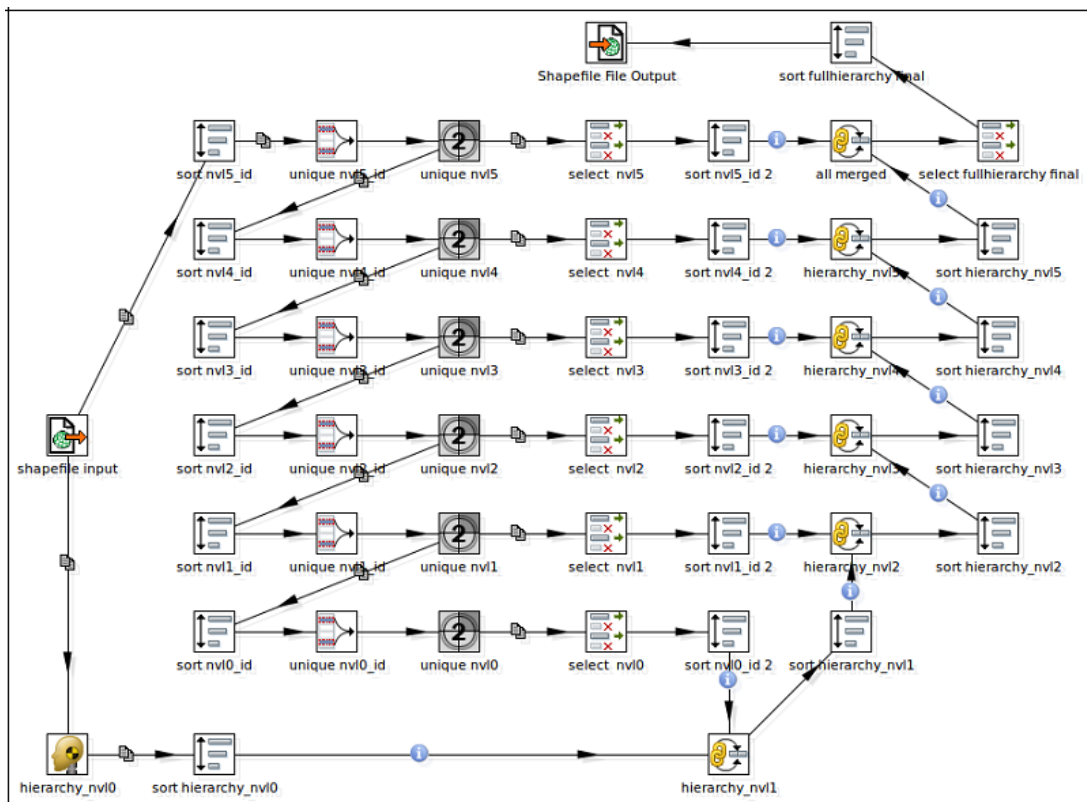 Shapefile File Output
sort fullhierarchy final
sort nvl5_id
unique nvl5_id
unique nvl5
select nvl5
sort nvl5_id 2
all merged
select fullhierarchy final
sort nvl4_id
unique nvl4_id
unique nvl4
select nvl4
sort nvl4_id 2
hierarchy_nvl5
sort hierarchy_nvl5
sort nvl3_id
unique nvl3_id
unique nvl3
select nvl3
sort nvl3_id 2
hierarchy_nvl4
sort hierarchy_nvl4
shapefile input
sort nvl2_id
unique nvl2_id
unique nvl2
select nvl2
sort nvl2_id 2
hierarchy_nvl3
sort hierarchy_nvl3
sort nvl1_id
unique nvl1_id
unique nvl1
select nvl1
sort nvl1_id 2
hierarchy_nvl2
sort hierarchy_nvl2
sort nvl0_id
unique nvl0_id
unique nvl0
select nvl0
sort nvl0_id 2
sort hierarchy_nvl1
hierarchy_nvl0
sort hierarchy_nvl0
hierarchy_nvl1